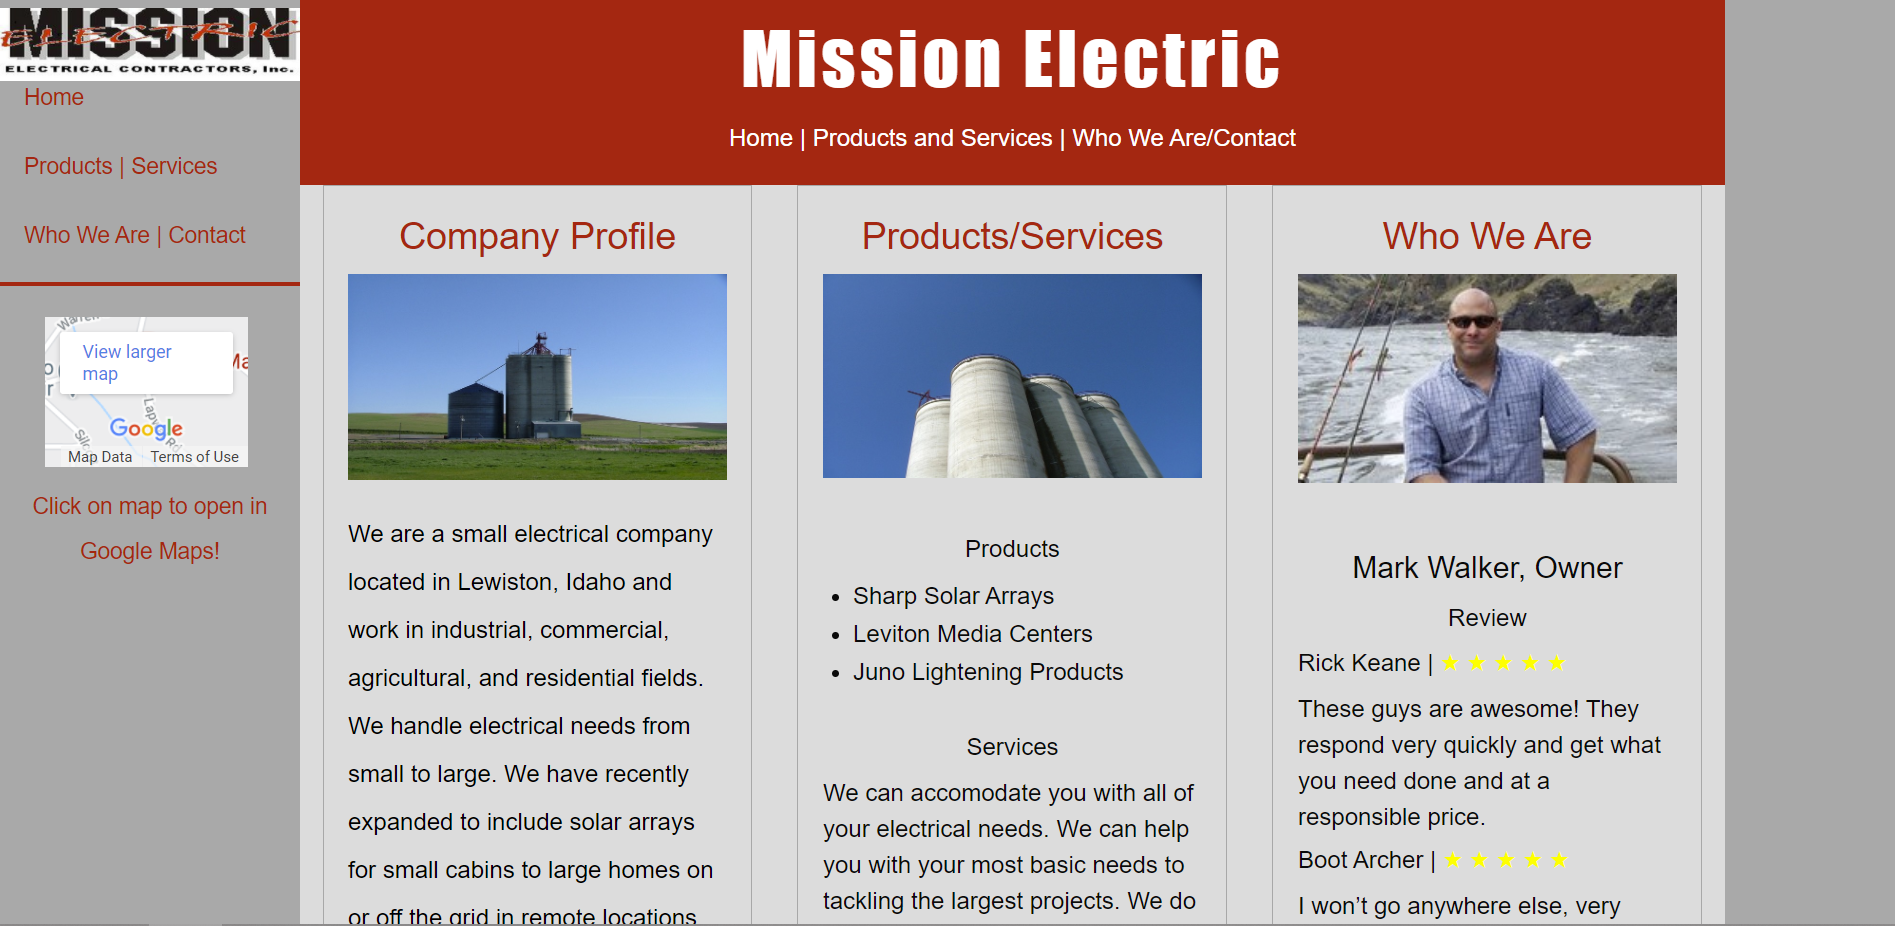 MISSION
ELECTRIC
ELECTRICAL CONTRACTORS, Inc.
Home
Products | Services
Who We Are | Contact
View larger
map
Google
Map Data
Terms of Use
Click on map to open in
Google Maps!
Mission Electric
Home | Products and Services | Who We Are/Contact
Company Profile
We are a small electrical company
located in Lewiston, Idaho and
work in industrial, commercial,
agricultural, and residential fields.
We handle electrical needs from
small to large. We have recently
expanded to include solar arrays
for small cabins to large homes on
or off the grid in remote locations
Products/Services
Products
• Sharp Solar Arrays
• Leviton Media Centers
• Juno Lightening Products
Services
We can accomodate you with all of
your electrical needs. We can help
you with your most basic needs to
tackling the largest projects. We do
Who We Are
Mark Walker, Owner
Review
Rick Keane | ★ ★ ★ ★ ★
These guys are awesome! They
respond very quickly and get what
you need done and at a
responsible price.
Boot Archer | ★ ★ ★ ★ ★
I won’t go anywhere else, very